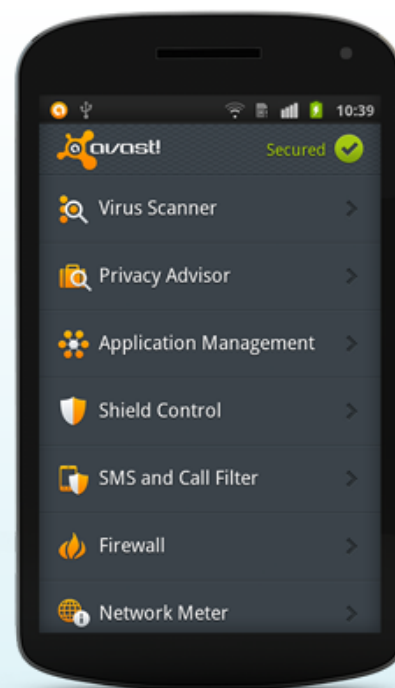 10:39
avast!
Secured
Virus Scanner
Privacy Advisor
Application Management
Shield Control
SMS and Call Filter
Firewall
Network Meter